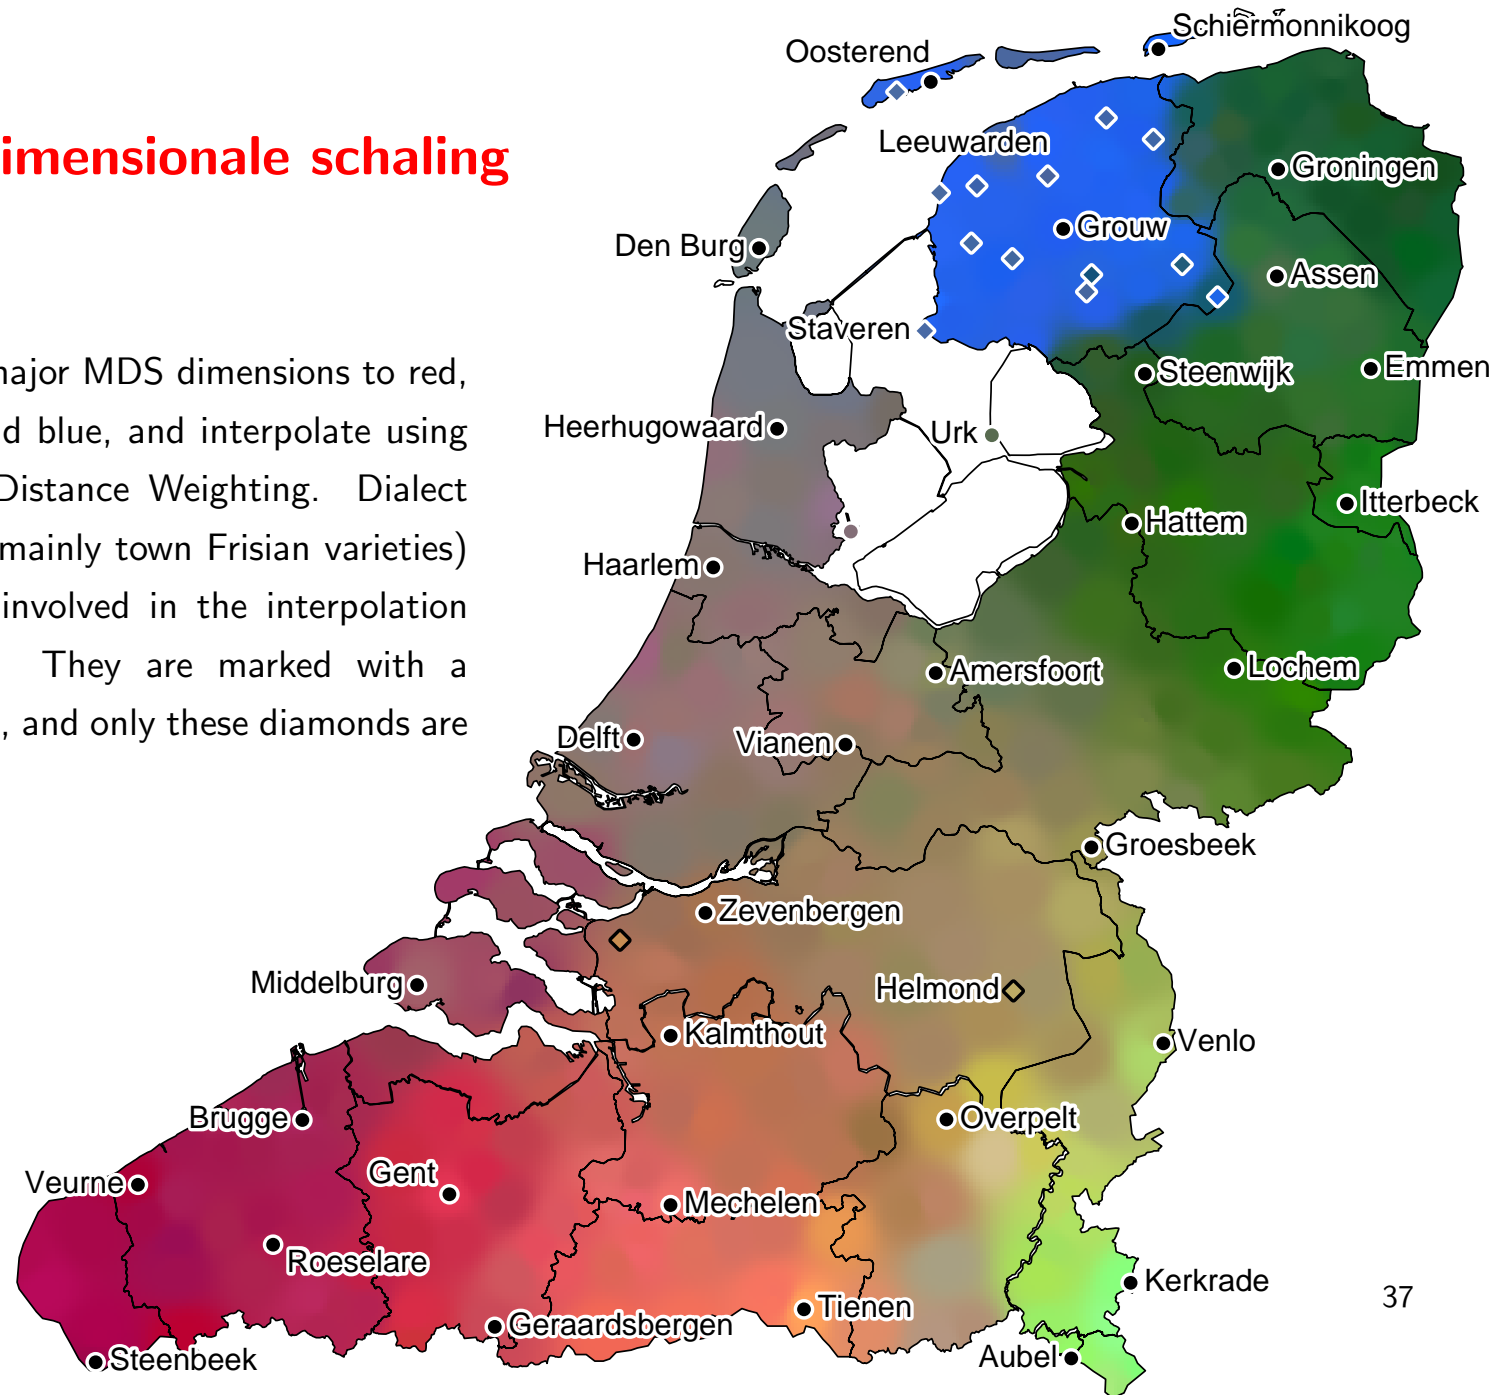 imensionale schaling
major MDS dimensions to red,
d blue, and interpolate using
Distance Weighting. Dialect
mainly town Frisian varieties)
involved in the interpolation
They are marked with a
, and only these diamonds are
Schiermonnikoog
Oosterend
Leeuwarden
Groningen
Grouw
Den Burg
Assen
Staveren
Steenwijk
Emmen
Heerhugowaard
Urk
Itterbeck
Hattem
Haarlem
Lochem
Amersfoort
Delft
Vianen
Groesbeek
Zevenbergen
Middelburg
Helmond
Kalmthout
Venlo
Brugge
Overpelt
Gent
Veurne
Mechelen
Roeselare
Kerkrade
Tienen
Geraardsbergen
Aubel
Steenbeek
37